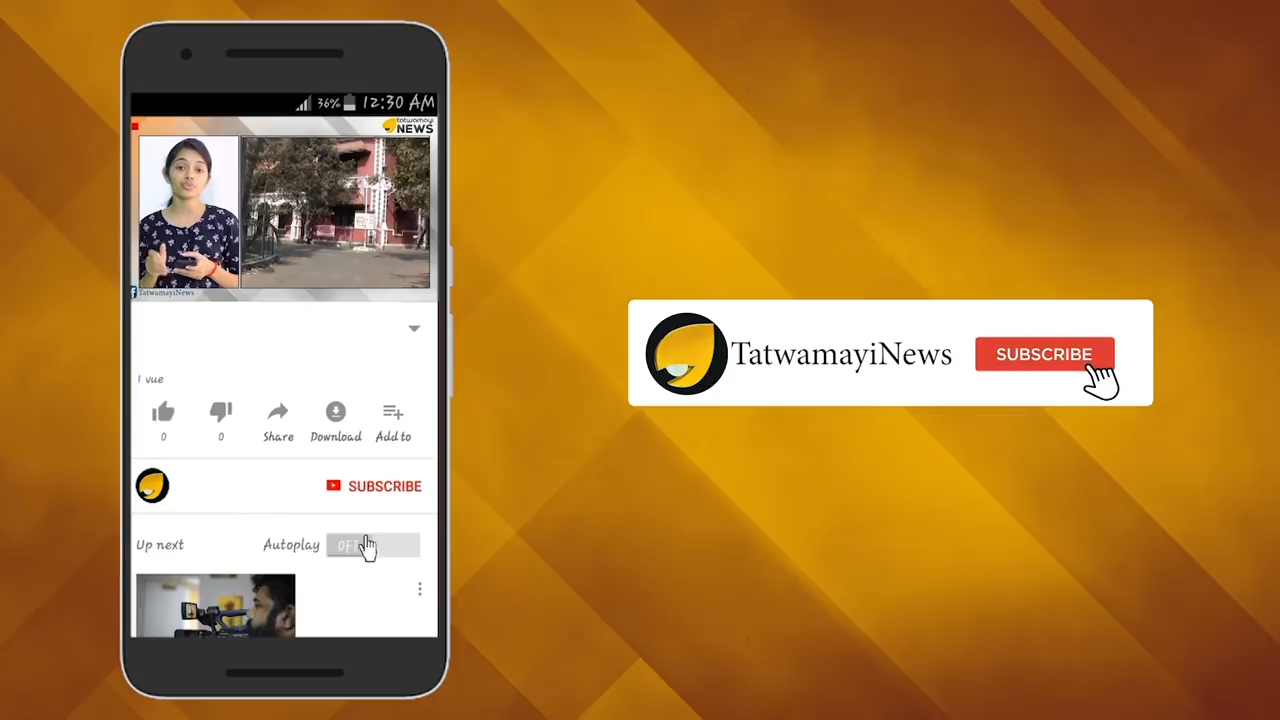 36% 12:30 AM
tatwamayi
NEWS
TatwamayiNews
1 vue
0 0 Share Download Add to
SUBSCRIBE
Up next Autoplay OFF
TatwamayiNews SUBSCRIBE